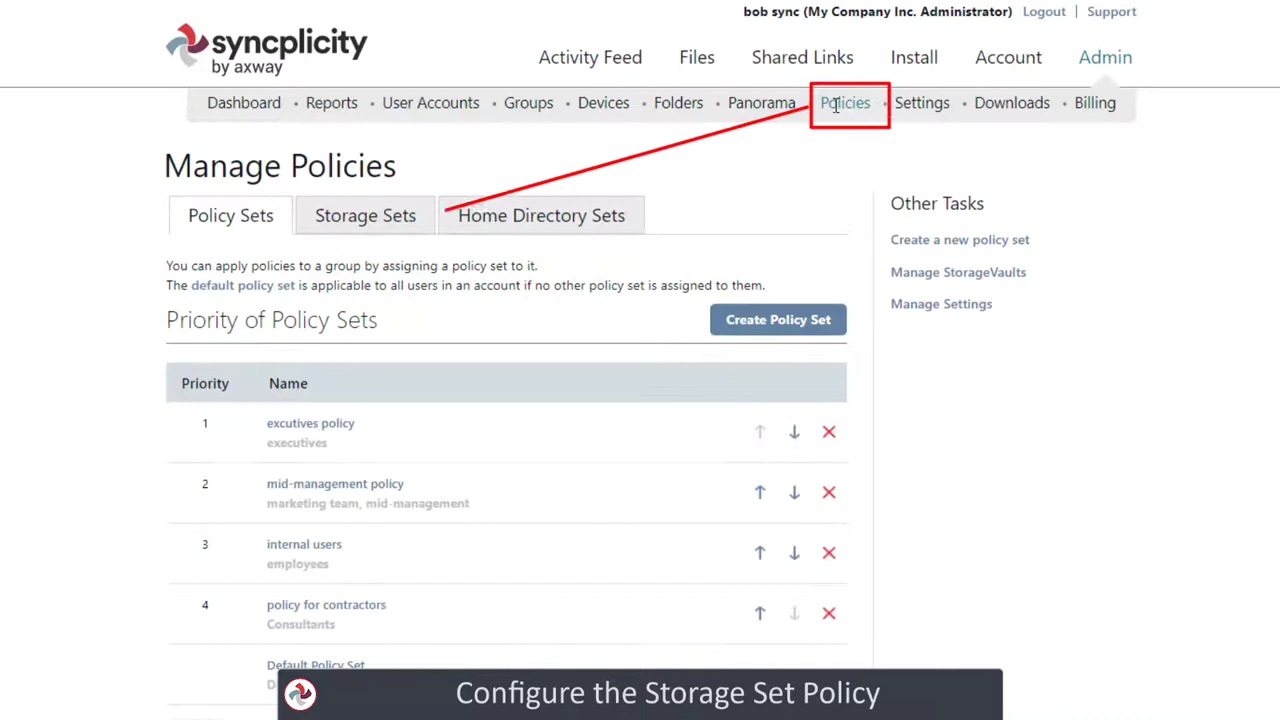 bob sync (My Company Inc. Administrator) Logout | Support
syncplicity
by axway
Activity Feed Files Shared Links Install Account Admin
Dashboard • Reports • User Accounts • Groups • Devices • Folders • Panorama Policies • Settings • Downloads • Billing
Manage Policies
Policy Sets Storage Sets Home Directory Sets
You can apply policies to a group by assigning a policy set to it.
The default policy set is applicable to all users in an account if no other policy set is assigned to them.
Priority of Policy Sets Create Policy Set
Priority Name
1 excutives policy
executives
2 mid-management policy
marketing team, mid-management
3 internal users
employees
4 policy for contractors
Consultants
Default Policy Set
Other Tasks
Create a new policy set
Manage StorageVaults
Manage Settings
Configure the Storage Set Policy